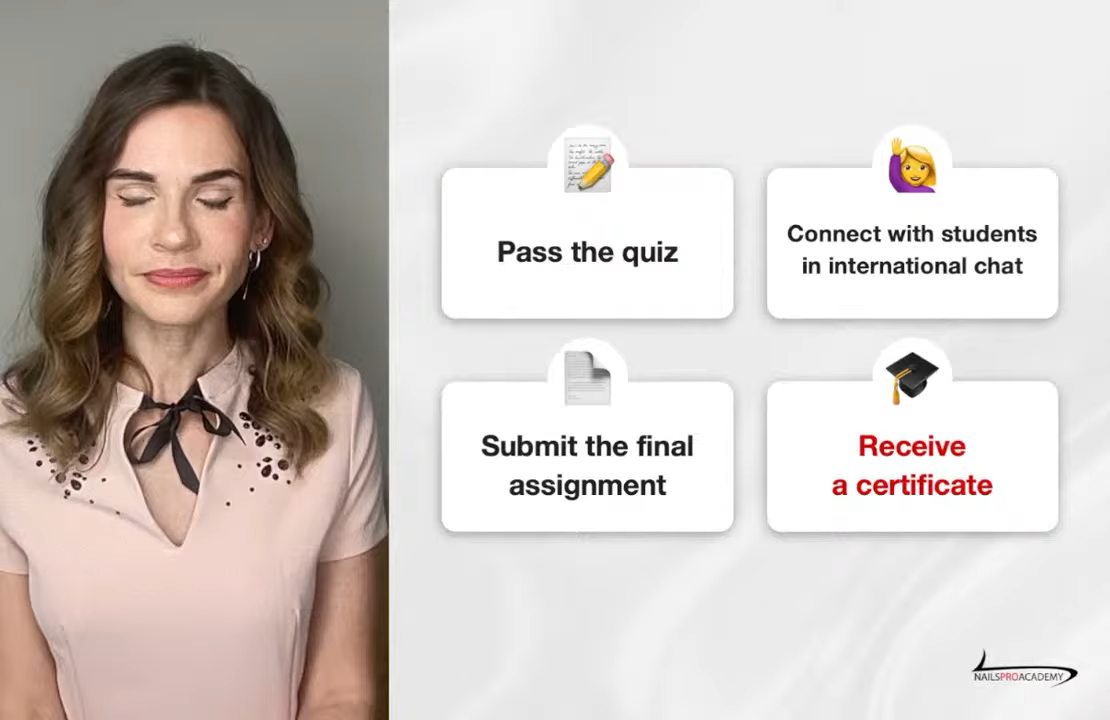 Pass the quiz
Connect with students
in international chat
Submit the final
assignment
Receive
a certificate
NAILSPROACADEMY